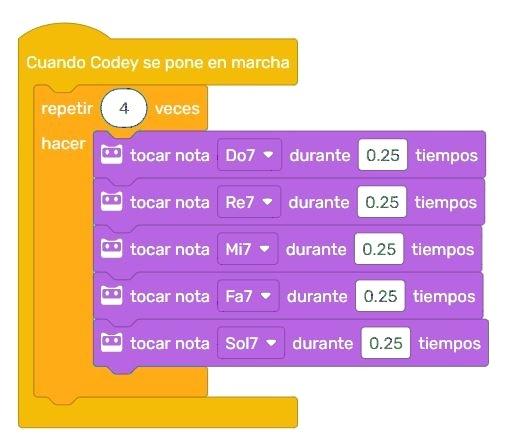 Cuando Codey se pone en marcha
repetir 4 veces
hacer
tocar nota Do7 durante 0.25 tiempos
tocar nota Re7 durante 0.25 tiempos
tocar nota Mi7 durante 0.25 tiempos
tocar nota Fa7 durante 0.25 tiempos
tocar nota Sol7 durante 0.25 tiempos